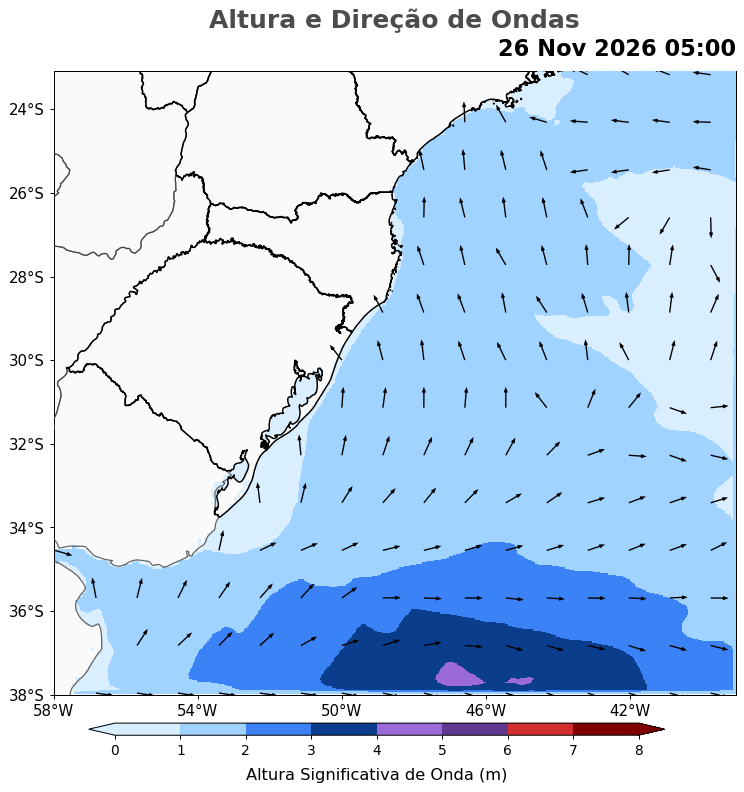 Altura e Direção de Ondas
26 Nov 2026 05:00
24°S
26°S
28°S
30°S
32°S
34°S
36°S
38°S
58°W 54°W 50°W 46°W 42°W
0 1 2 3 4 5 6 7 8
Altura Significativa de Onda (m)